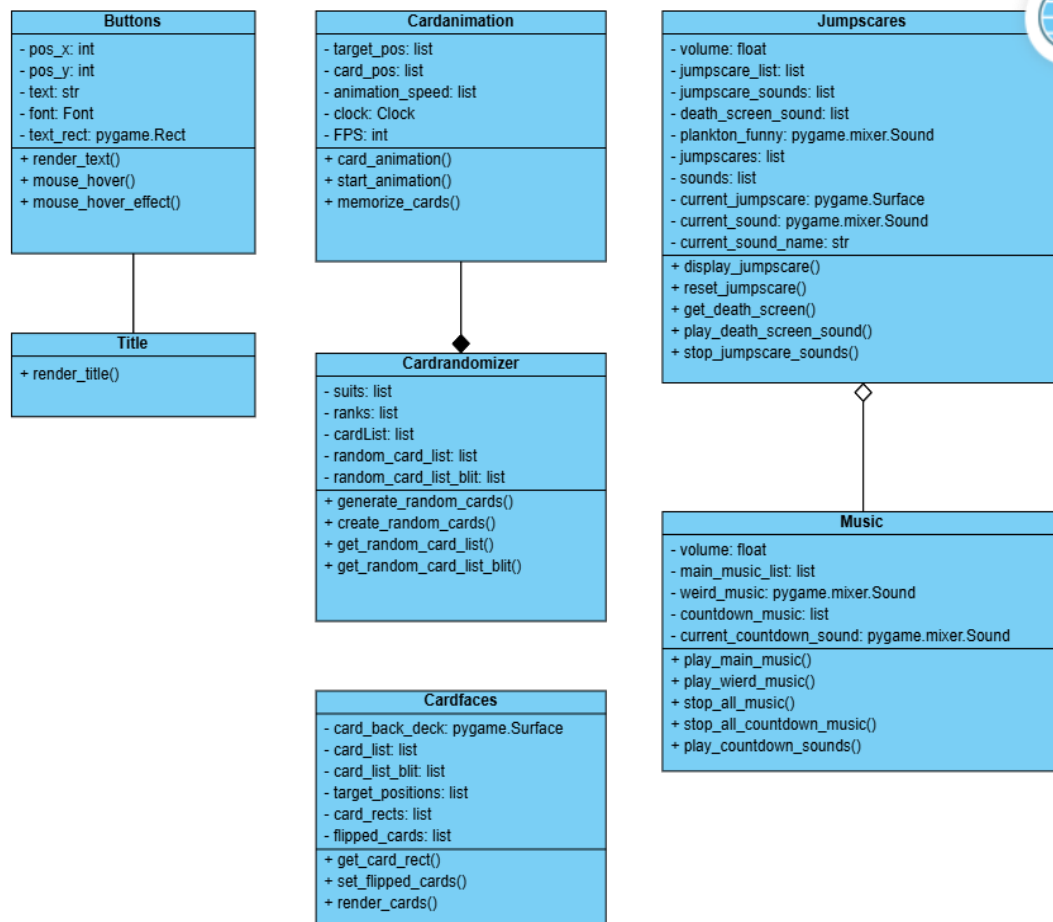 Buttons
- pos_x: int
- pos_y: int
- text: str
- font: Font
- text_rect: pygame.Rect
+ render_text()
+ mouse_hover()
+ mouse_hover_effect()
Title
+ render_title()
Cardanimation
- target_pos: list
- card_pos: list
- animation_speed: list
- clock: Clock
- FPS: int
+ card_animation()
+ start_animation()
+ memorize_cards()
Cardrandomizer
- suits: list
- ranks: list
- cardList: list
- random_card_list: list
- random_card_list_blit: list
+ generate_random_cards()
+ create_random_cards()
+ get_random_card_list()
+ get_random_card_list_blit()
Cardfaces
- card_back_deck: pygame.Surface
- card_list: list
- card_list_blit: list
- target_positions: list
- card_rects: list
- flipped_cards: list
+ get_card_rect()
+ set_flipped_cards()
+ render_cards()
Jumpscares
- volume: float
- jumpscare_list: list
- jumpscare_sounds: list
- death_screen_sound: list
- plankton_funny: pygame.mixer.Sound
- jumpscares: list
- sounds: list
- current_jumpscare: pygame.Surface
- current_sound: pygame.mixer.Sound
- current_sound_name: str
+ display_jumpscare()
+ reset_jumpscare()
+ get_death_screen()
+ play_death_screen_sound()
+ stop_jumpscare_sounds()
Music
- volume: float
- main_music_list: list
- weird_music: pygame.mixer.Sound
- countdown_music: list
- current_countdown_sound: pygame.mixer.Sound
+ play_main_music()
+ play_wierd_music()
+ stop_all_music()
+ stop_all_countdown_music()
+ play_countdown_sounds()